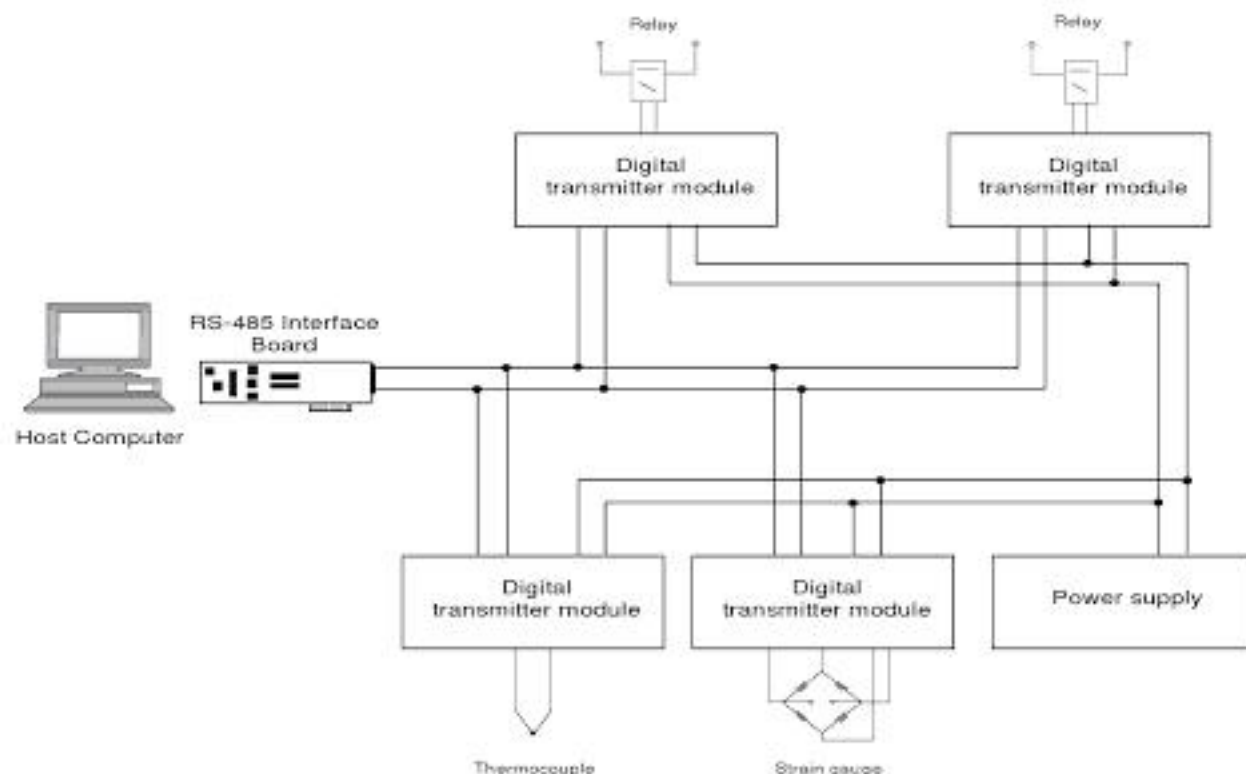 Relay
Relay
Digital
transmitter module
Digital
transmitter module
RS-485 Interface
Board
Host Computer
Digital
transmitter module
Digital
transmitter module
Power supply
Thermocouple
Strain gauge